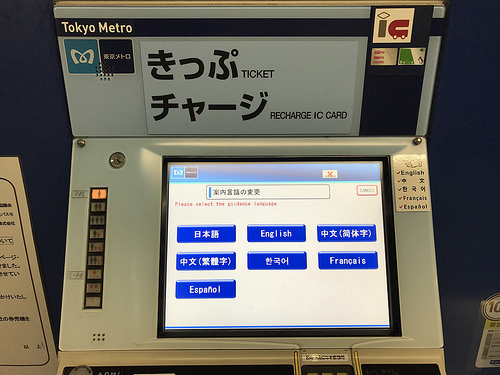 Tokyo Metro
東京メトロ
きっぷ TICKET
チャージ RECHARGE IC CARD
案内言語の変更
CANCEL
Please select the guidance language
日本語
English
中文(简体字)
中文(繁體字)
한국어
Français
Español
English
中 文
한국어
Français
Español
10